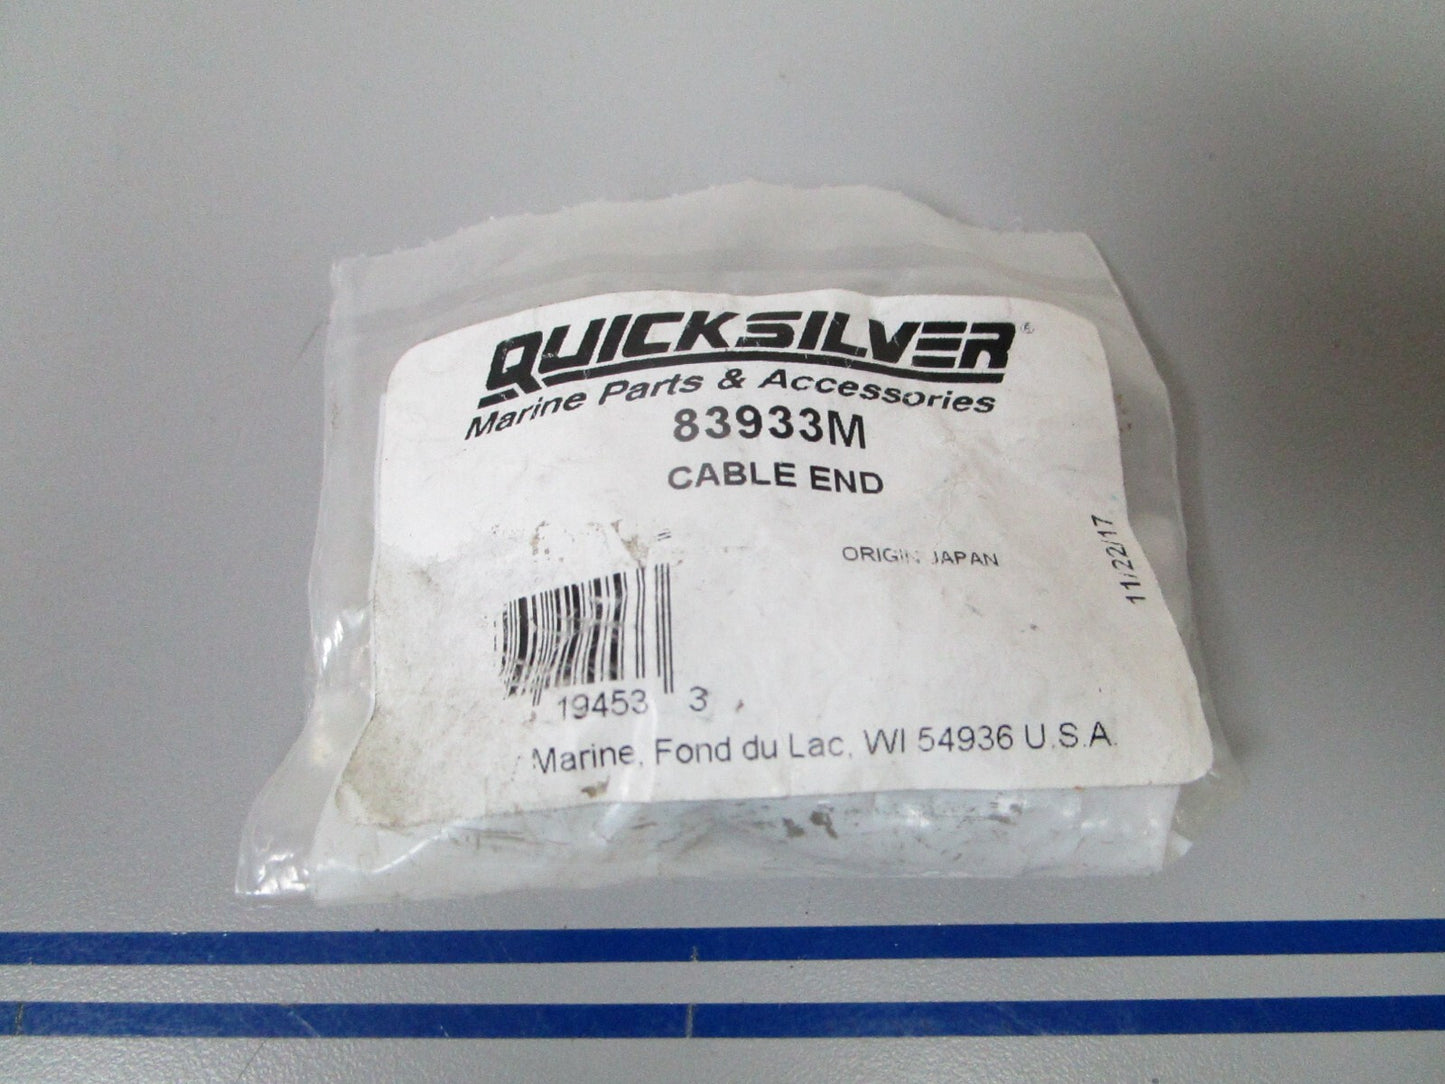 QUICKSILVER®
Marine Parts & Accessories
83933M
CABLE END
ORIGIN JAPAN
11/22/17
19453 3
Marine, Fond du Lac, WI 54936 U.S.A.